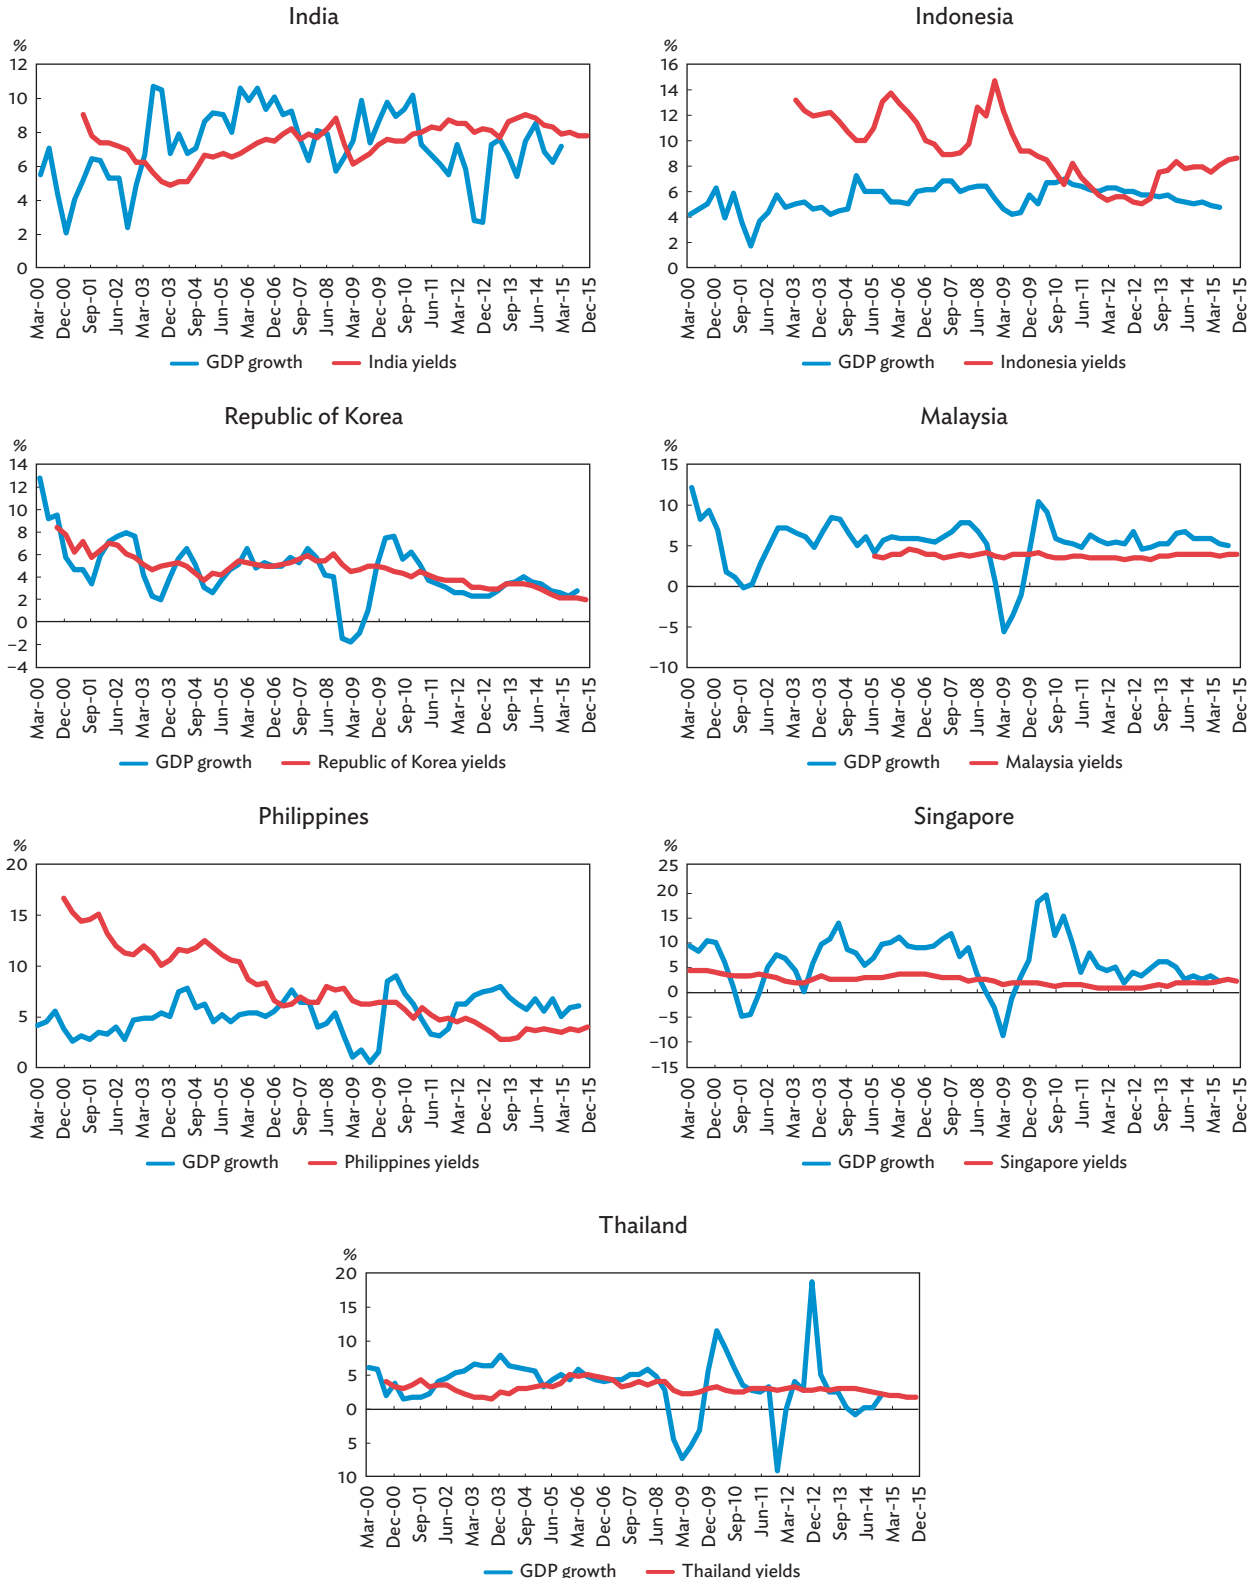 India
%
12
10
8
6
4
2
0
Mar–00
Dec–00
Sep–01
Jun–02
Mar–03
Dec–03
Sep–04
Jun–05
Mar–06
Dec–06
Sep–07
Jun–08
Mar–09
Dec–09
Sep–10
Jun–11
Mar–12
Dec–12
Sep–13
Jun–14
Mar–15
Dec–15
GDP growth India yields
Indonesia
%
16
14
12
10
8
6
4
2
0
Mar–00
Dec–00
Sep–01
Jun–02
Mar–03
Dec–03
Sep–04
Jun–05
Mar–06
Dec–06
Sep–07
Jun–08
Mar–09
Dec–09
Sep–10
Jun–11
Mar–12
Dec–12
Sep–13
Jun–14
Mar–15
Dec–15
GDP growth Indonesia yields
Republic of Korea
%
14
12
10
8
6
4
2
0
−2
−4
Mar–00
Dec–00
Sep–01
Jun–02
Mar–03
Dec–03
Sep–04
Jun–05
Mar–06
Dec–06
Sep–07
Jun–08
Mar–09
Dec–09
Sep–10
Jun–11
Mar–12
Dec–12
Sep–13
Jun–14
Mar–15
Dec–15
GDP growth Republic of Korea yields
Malaysia
%
15
10
5
0
−5
−10
Mar–00
Dec–00
Sep–01
Jun–02
Mar–03
Dec–03
Sep–04
Jun–05
Mar–06
Dec–06
Sep–07
Jun–08
Mar–09
Dec–09
Sep–10
Jun–11
Mar–12
Dec–12
Sep–13
Jun–14
Mar–15
Dec–15
GDP growth Malaysia yields
Philippines
%
20
15
10
5
0
Mar–00
Dec–00
Sep–01
Jun–02
Mar–03
Dec–03
Sep–04
Jun–05
Mar–06
Dec–06
Sep–07
Jun–08
Mar–09
Dec–09
Sep–10
Jun–11
Mar–12
Dec–12
Sep–13
Jun–14
Mar–15
Dec–15
GDP growth Philippines yields
Singapore
%
25
20
15
10
5
0
−5
−10
−15
Mar–00
Dec–00
Sep–01
Jun–02
Mar–03
Dec–03
Sep–04
Jun–05
Mar–06
Dec–06
Sep–07
Jun–08
Mar–09
Dec–09
Sep–10
Jun–11
Mar–12
Dec–12
Sep–13
Jun–14
Mar–15
Dec–15
GDP growth Singapore yields
Thailand
%
20
15
10
5
0
5
10
Mar–00
Dec–00
Sep–01
Jun–02
Mar–03
Dec–03
Sep–04
Jun–05
Mar–06
Dec–06
Sep–07
Jun–08
Mar–09
Dec–09
Sep–10
Jun–11
Mar–12
Dec–12
Sep–13
Jun–14
Dec–15
GDP growth Thailand yields